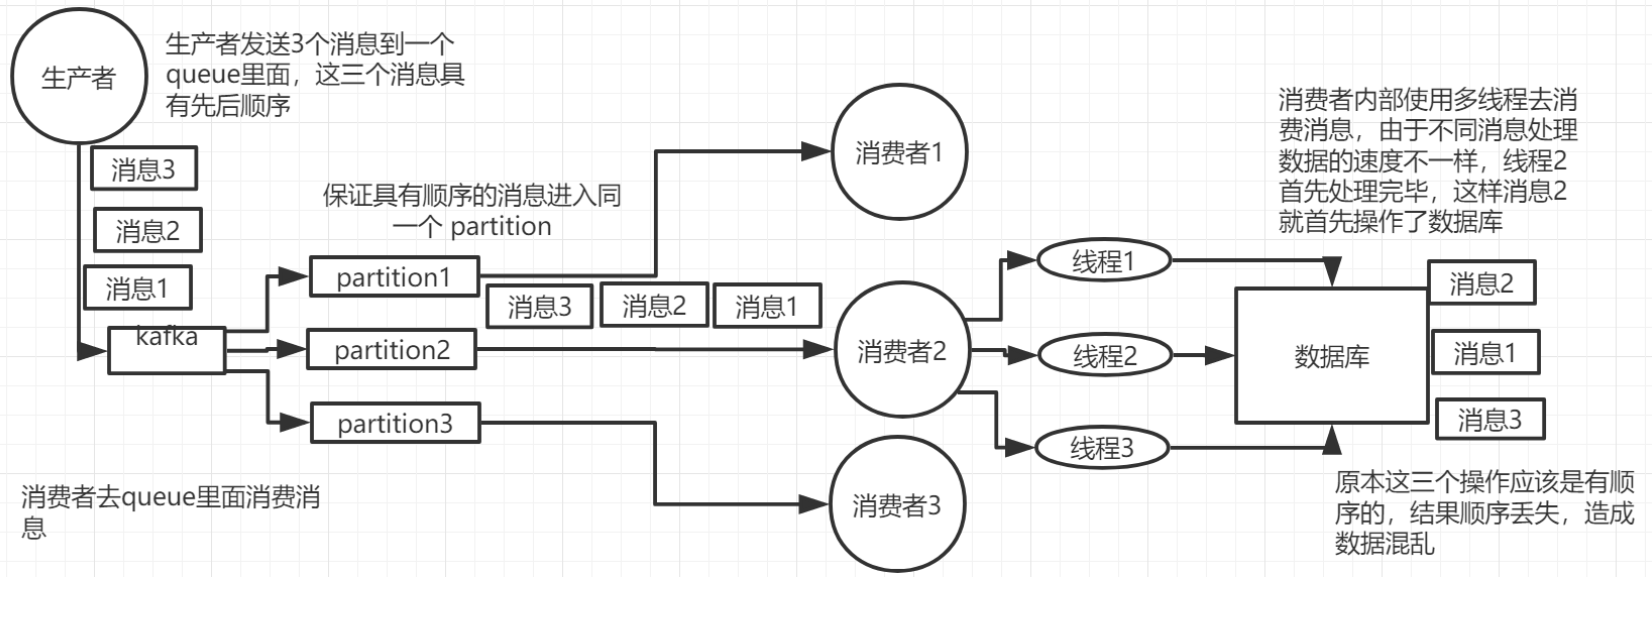 生产者
生产者发送3个消息到一个
queue里面，这三个消息具
有先后顺序
消息3
消息2
消息1
kafka
保证具有顺序的消息进入同
一个 partition
partition1
partition2
partition3
消息3
消息2
消息1
消费者去queue里面消费消
息
消费者1
消费者2
消费者3
线程1
线程2
线程3
消费者内部使用多线程去消
费消息，由于不同消息处理
数据的速度不一样，线程2
首先处理完毕，这样消息2
就首先操作了数据库
数据库
消息2
消息1
消息3
原本这三个操作应该是有顺
序的，结果顺序丢失，造成
数据混乱